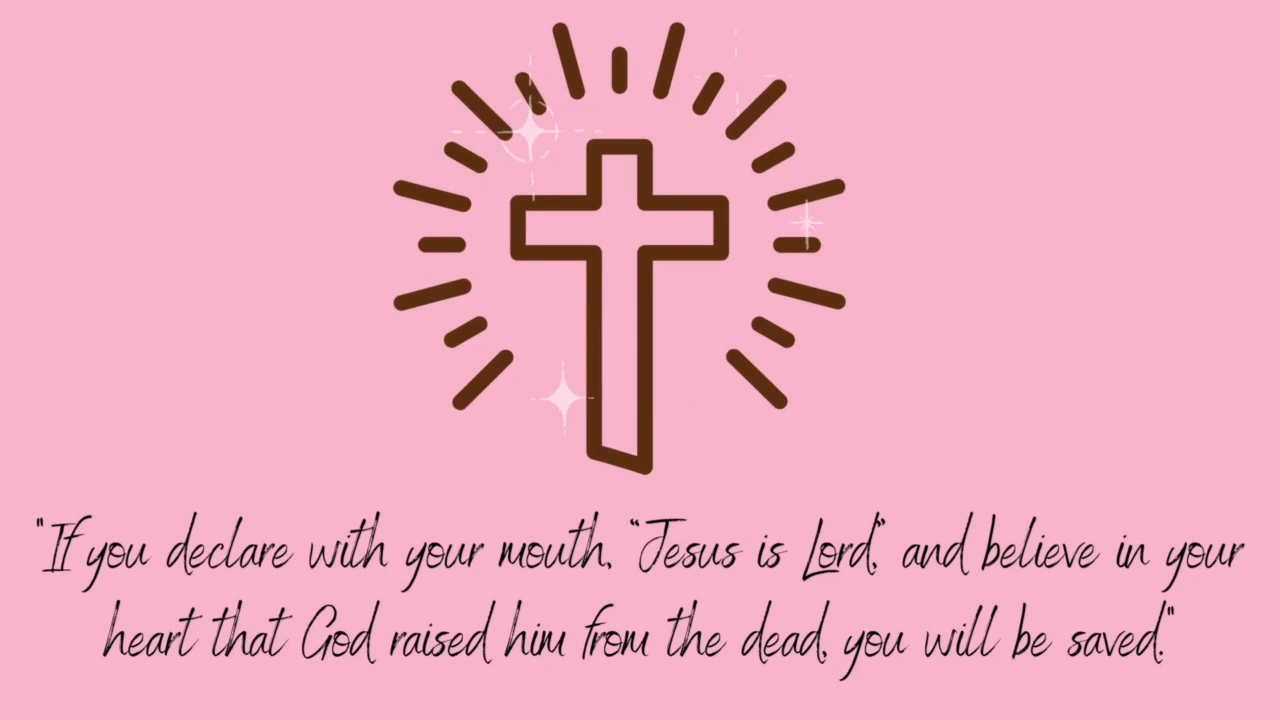 "If you declare with your mouth, “Jesus is Lord,” and believe in your
heart that God raised him from the dead, you will be saved."